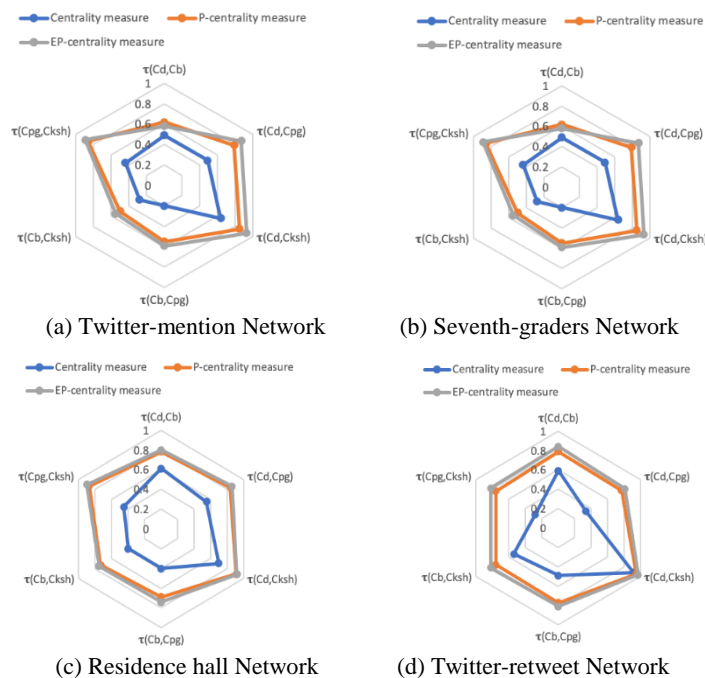 Centrality measure
P-centrality measure
EP-centrality measure
τ(Cd,Cb)
1
0.8
0.6
0.4
0.2
0
τ(Cd,Cpg)
τ(Cd,Cksh)
τ(Cb,Cpg)
τ(Cb,Cksh)
τ(Cpg,Cksh)
(a) Twitter-mention Network
Centrality measure
P-centrality measure
EP-centrality measure
τ(Cd,Cb)
1
0.8
0.6
0.4
0.2
0
τ(Cd,Cpg)
τ(Cd,Cksh)
τ(Cb,Cpg)
τ(Cb,Cksh)
τ(Cpg,Cksh)
(b) Seventh-graders Network
Centrality measure
P-centrality measure
EP-centrality measure
τ(Cd,Cb)
1
0.8
0.6
0.4
0.2
0
τ(Cd,Cpg)
τ(Cd,Cksh)
τ(Cb,Cpg)
τ(Cb,Cksh)
τ(Cpg,Cksh)
(c) Residence hall Network
Centrality measure
P-centrality measure
EP-centrality measure
τ(Cd,Cb)
1
0.8
0.6
0.4
0.2
0
τ(Cd,Cpg)
τ(Cd,Cksh)
τ(Cb,Cpg)
τ(Cb,Cksh)
τ(Cpg,Cksh)
(d) Twitter-retweet Network